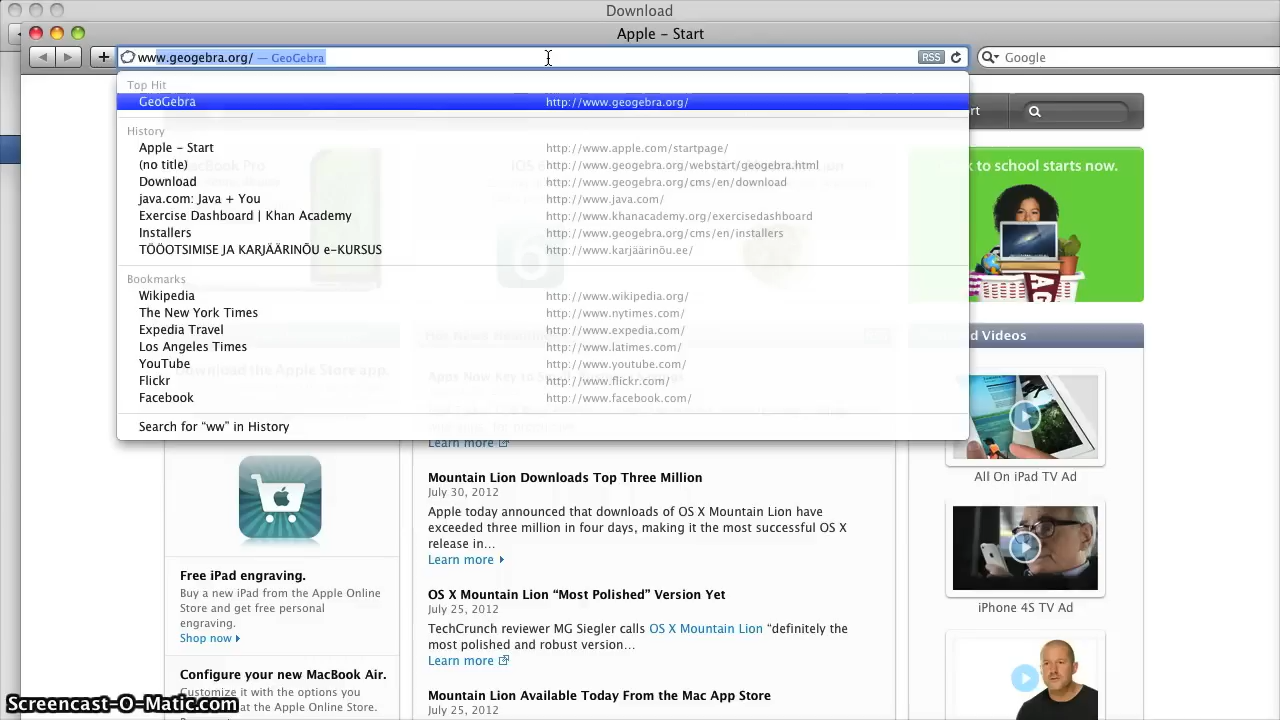 Download
Apple – Start
www.geogebra.org/ — GeoGebra
RSS
Google
Top Hit
GeoGebra http://www.geogebra.org/
History
Apple – Start http://www.apple.com/startpage/
(no title) http://www.geogebra.org/webstart/geogebra.html
Download http://www.geogebra.org/cms/en/download
java.com: Java + You http://www.java.com/
Exercise Dashboard | Khan Academy http://www.khanacademy.org/exercisedashboard
Installers http://www.geogebra.org/cms/en/installers
TÖÖOTSIMISE JA KARJÄÄRINÕU e-KURSUS http://www.karjäärinõu.ee/
Bookmarks
Wikipedia http://www.wikipedia.org/
The New York Times http://www.nytimes.com/
Expedia Travel http://www.expedia.com/
Los Angeles Times http://www.latimes.com/
YouTube http://www.youtube.com/
Flickr http://www.flickr.com/
Facebook http://www.facebook.com/
Search for “ww” in History
rt
k to school starts now.
d Videos
All On iPad TV Ad
iPhone 4S TV Ad
Learn more
Mountain Lion Downloads Top Three Million
July 30, 2012
Apple today announced that downloads of OS X Mountain Lion have
exceeded three million in four days, making it the most successful OS X
release in...
Learn more
OS X Mountain Lion “Most Polished” Version Yet
July 25, 2012
TechCrunch reviewer MG Siegler calls OS X Mountain Lion “definitely the
most polished and robust version...
Learn more
Mountain Lion Available Today From the Mac App Store
July 25, 2012
Free iPad engraving.
Buy a new iPad from the Apple Online
Store and get free personal
engraving.
Shop now
Configure your new MacBook Air.
Customize it with the options you
at the Apple Online Store.
Screencast-O-Matic.com